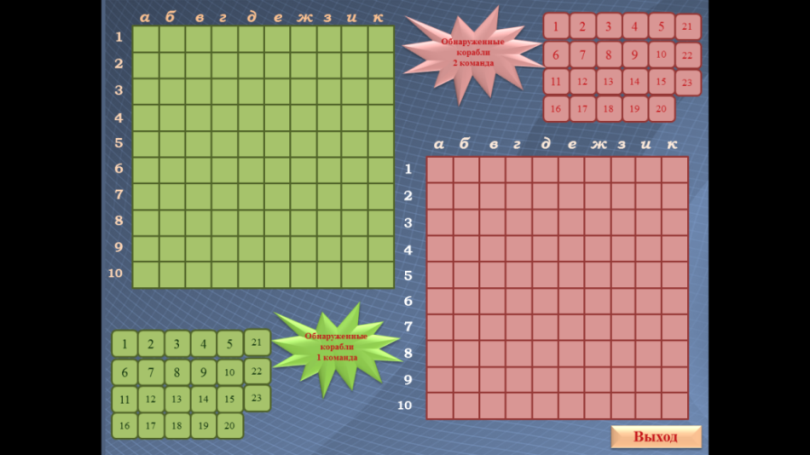 а б в г д е ж з и к
1
2
3
4
5
6
7
8
9
10
Обнаруженные
корабли
2 команда
1 2 3 4 5 21
6 7 8 9 10 22
11 12 13 14 15 23
16 17 18 19 20
а б в г д е ж з и к
1
2
3
4
5
6
7
8
9
10
1 2 3 4 5 21
6 7 8 9 10 22
11 12 13 14 15 23
16 17 18 19 20
Обнаруженные
корабли
1 команда
Выход